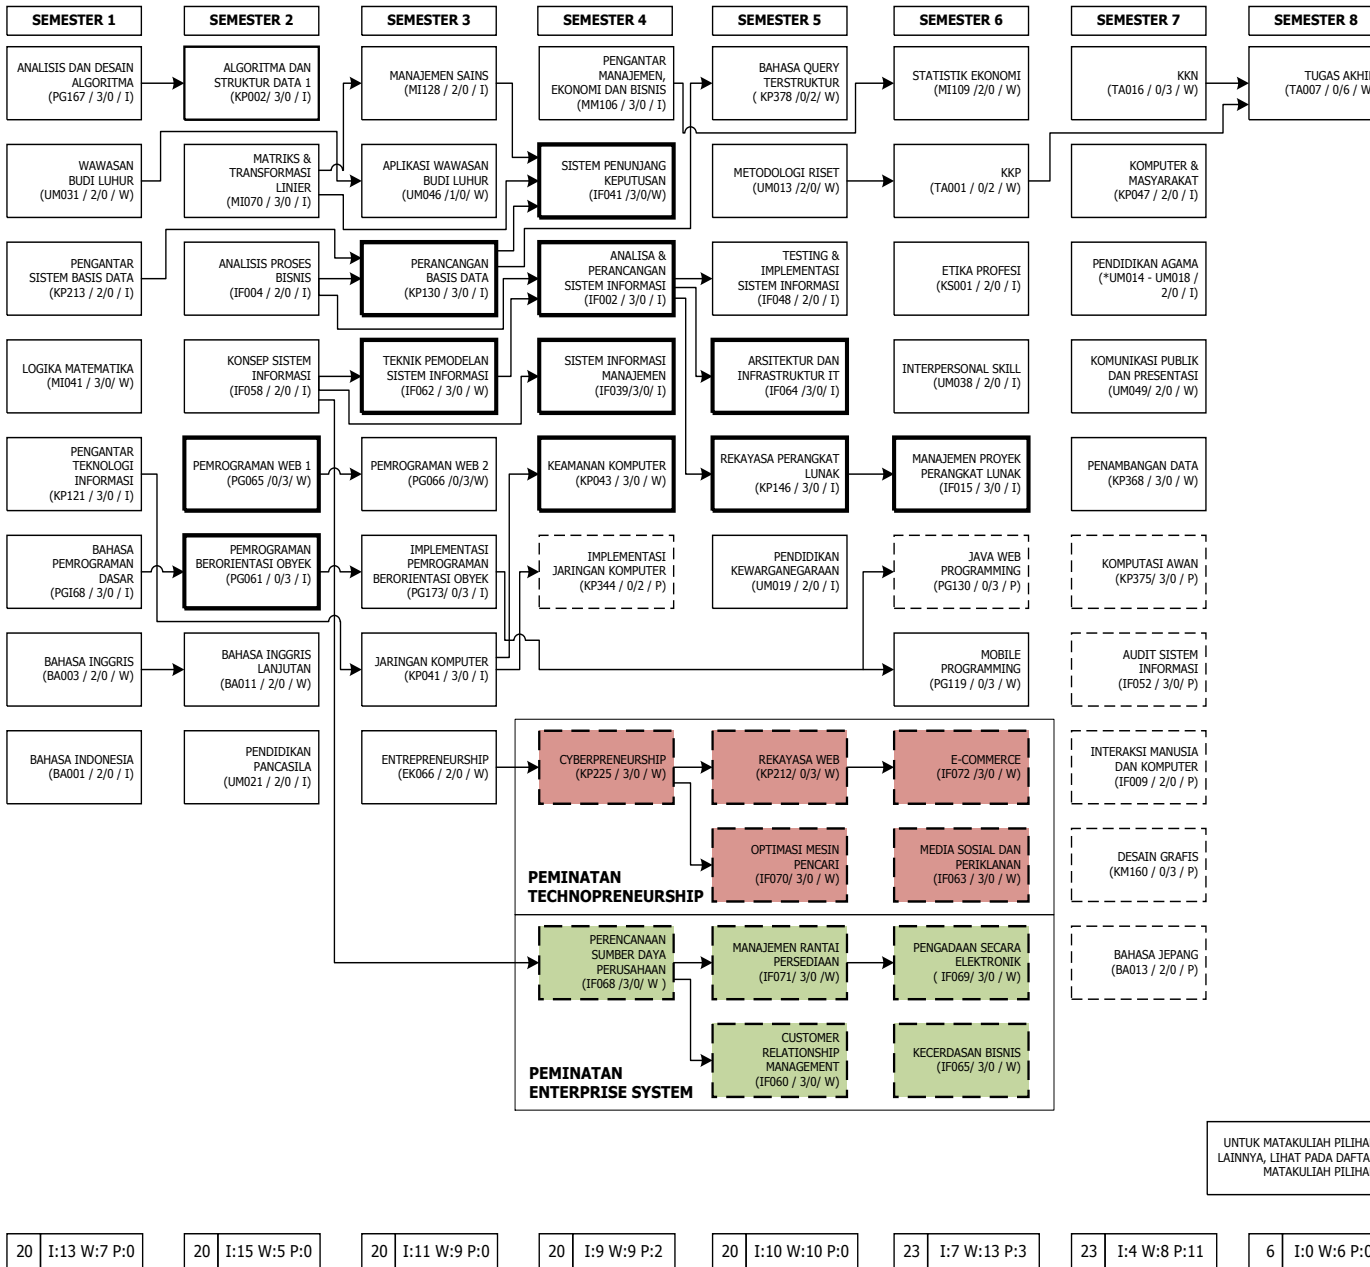 SEMESTER 1
ANALISIS DAN DESAIN
ALGORITMA
(PG167 / 3/0 / I)
WAWASAN
BUDI LUHUR
(UM031 / 2/0 / W)
PENGANTAR
SISTEM BASIS DATA
(KP213 / 2/0 / I)
LOGIKA MATEMATIKA
(MI041 / 3/0/ W)
PENGANTAR
TEKNOLOGI
INFORMASI
(KP121 / 3/0 / I)
BAHASA
PEMROGRAMAN
DASAR
(PGI68 / 3/0 / I)
BAHASA INGGRIS
(BA003 / 2/0 / W)
BAHASA INDONESIA
(BA001 / 2/0 / I)
20 I:13 W:7 P:0
SEMESTER 2
ALGORITMA DAN
STRUKTUR DATA 1
(KP002/ 3/0 / I)
MATRIKS &
TRANSFORMASI
LINIER
(MI070 / 3/0 / I)
ANALISIS PROSES
BISNIS
(IF004 / 2/0 / I)
KONSEP SISTEM
INFORMASI
(IF058 / 2/0 / I)
PEMROGRAMAN WEB 1
(PG065 /0/3/ W)
PEMROGRAMAN
BERORIENTASI OBYEK
(PG061 / 0/3 / I)
BAHASA INGGRIS
LANJUTAN
(BA011 / 2/0 / W)
PENDIDIKAN
PANCASILA
(UM021 / 2/0 / I)
20 I:15 W:5 P:0
SEMESTER 3
MANAJEMEN SAINS
(MI128 / 2/0 / I)
APLIKASI WAWASAN
BUDI LUHUR
(UM046 /1/0/ W)
PERANCANGAN
BASIS DATA
(KP130 / 3/0 / I)
TEKNIK PEMODELAN
SISTEM INFORMASI
(IF062 / 3/0 / W)
PEMROGRAMAN WEB 2
(PG066 /0/3/W)
IMPLEMENTASI
PEMROGRAMAN
BERORIENTASI OBYEK
(PG173/ 0/3 / I)
JARINGAN KOMPUTER
(KP041 / 3/0 / I)
ENTREPRENEURSHIP
(EK066 / 2/0 / W)
20 I:11 W:9 P:0
SEMESTER 4
PENGANTAR
MANAJEMEN,
EKONOMI DAN BISNIS
(MM106 / 3/0 / I)
SISTEM PENUNJANG
KEPUTUSAN
(IF041 /3/0/W)
ANALISA &
PERANCANGAN
SISTEM INFORMASI
(IF002 / 3/0 / I)
SISTEM INFORMASI
MANAJEMEN
(IF039/3/0/ I)
KEAMANAN KOMPUTER
(KP043 / 3/0 / W)
IMPLEMENTASI
JARINGAN KOMPUTER
(KP344 / 0/2 / P)
CYBERPRENEURSHIP
(KP225 / 3/0 / W)
PEMINATAN
TECHNOPRENEURSHIP
PERENCANAAN
SUMBER DAYA
PERUSAHAAN
(IF068 /3/0/ W )
PEMINATAN
ENTERPRISE SYSTEM
20 I:9 W:9 P:2
SEMESTER 5
BAHASA QUERY
TERSTRUKTUR
( KP378 /0/2/ W)
METODOLOGI RISET
(UM013 /2/0/ W)
TESTING &
IMPLEMENTASI
SISTEM INFORMASI
(IF048 / 2/0 / I)
ARSITEKTUR DAN
INFRASTRUKTUR IT
(IF064 /3/0/ I)
REKAYASA PERANGKAT
LUNAK
(KP146 / 3/0 / I)
PENDIDIKAN
KEWARGANEGARAAN
(UM019 / 2/0 / I)
REKAYASA WEB
(KP212/ 0/3/ W)
OPTIMASI MESIN
PENCARI
(IF070/ 3/0 / W)
MANAJEMEN RANTAI
PERSEDIAAN
(IF071/ 3/0 /W)
CUSTOMER
RELATIONSHIP
MANAGEMENT
(IF060 / 3/0/ W)
20 I:10 W:10 P:0
SEMESTER 6
STATISTIK EKONOMI
(MI109 /2/0 / W)
KKP
(TA001 / 0/2 / W)
ETIKA PROFESI
(KS001 / 2/0 / I)
INTERPERSONAL SKILL
(UM038 / 2/0 / I)
MANAJEMEN PROYEK
PERANGKAT LUNAK
(IF015 / 3/0 / I)
JAVA WEB
PROGRAMMING
(PG130 / 0/3 / P)
MOBILE
PROGRAMMING
(PG119 / 0/3 / W)
E-COMMERCE
(IF072 /3/0 / W)
MEDIA SOSIAL DAN
PERIKLANAN
(IF063 / 3/0 / W)
PENGADAAN SECARA
ELEKTRONIK
( IF069/ 3/0 / W)
KECERDASAN BISNIS
(IF065/ 3/0 / W)
23 I:7 W:13 P:3
SEMESTER 7
KKN
(TA016 / 0/3 / W)
KOMPUTER &
MASYARAKAT
(KP047 / 2/0 / I)
PENDIDIKAN AGAMA
(*UM014 - UM018 /
2/0 / I)
KOMUNIKASI PUBLIK
DAN PRESENTASI
(UM049/ 2/0 / W)
PENAMBANGAN DATA
(KP368 / 3/0 / W)
KOMPUTASI AWAN
(KP375/ 3/0 / P)
AUDIT SISTEM
INFORMASI
(IF052 / 3/0/ P)
INTERAKSI MANUSIA
DAN KOMPUTER
(IF009 / 2/0 / P)
DESAIN GRAFIS
(KM160 / 0/3 / P)
BAHASA JEPANG
(BA013 / 2/0 / P)
23 I:4 W:8 P:11
SEMESTER 8
TUGAS AKHI
(TA007 / 0/6 / W
UNTUK MATAKULIAH PILIHA
LAINNYA, LIHAT PADA DAFTA
MATAKULIAH PILIHA
6 I:0 W:6 P:0